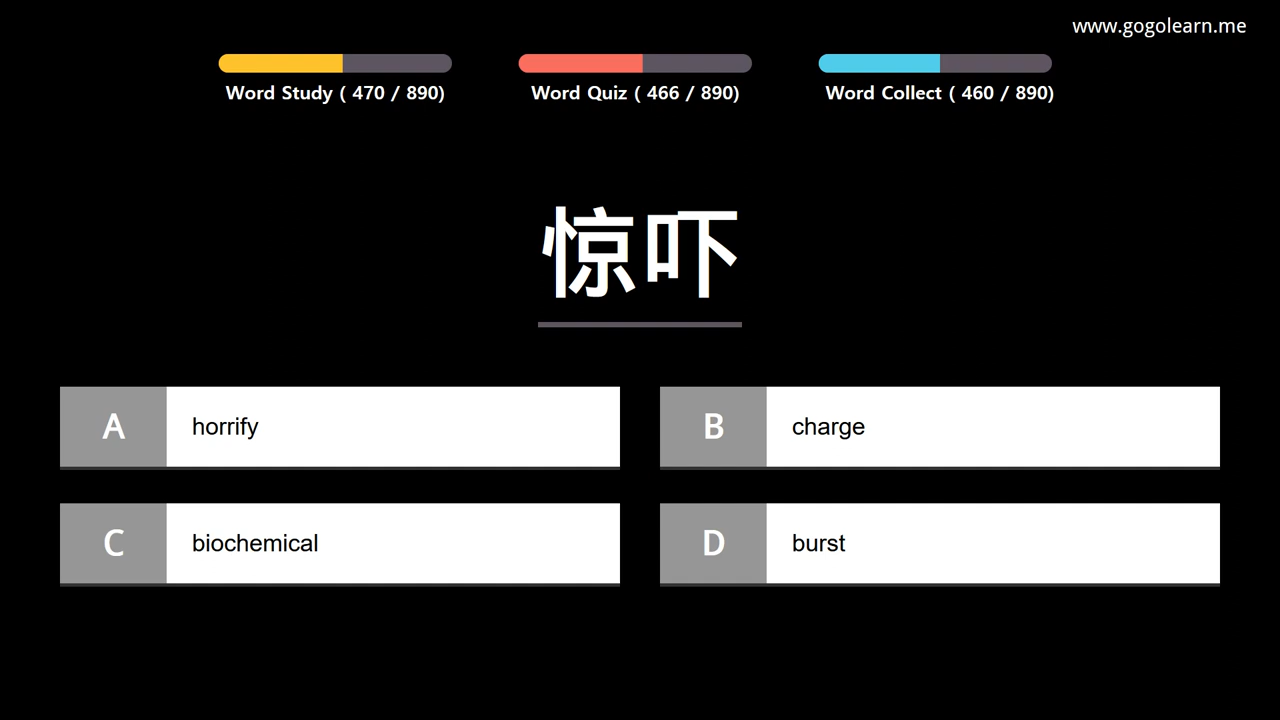 www.gogolearn.me
Word Study ( 470 / 890)
Word Quiz ( 466 / 890)
Word Collect ( 460 / 890)
惊吓
A horrify
B charge
C biochemical
D burst